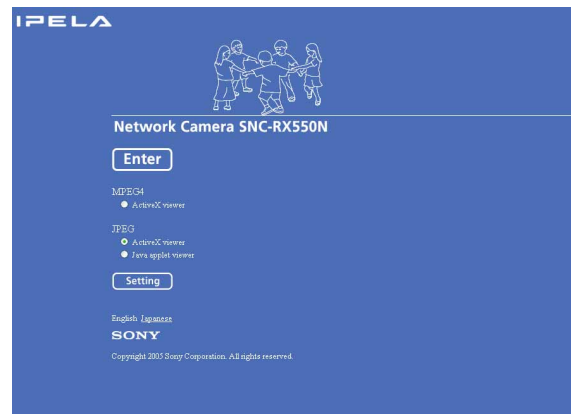 IPELA
Network Camera SNC-RX550N
Enter
MPEG4
ActiveX viewer
JPEG
ActiveX viewer
Java applet viewer
Setting
English Japanese
SONY
Copyright 2005 Sony Corporation. All rights reserved.